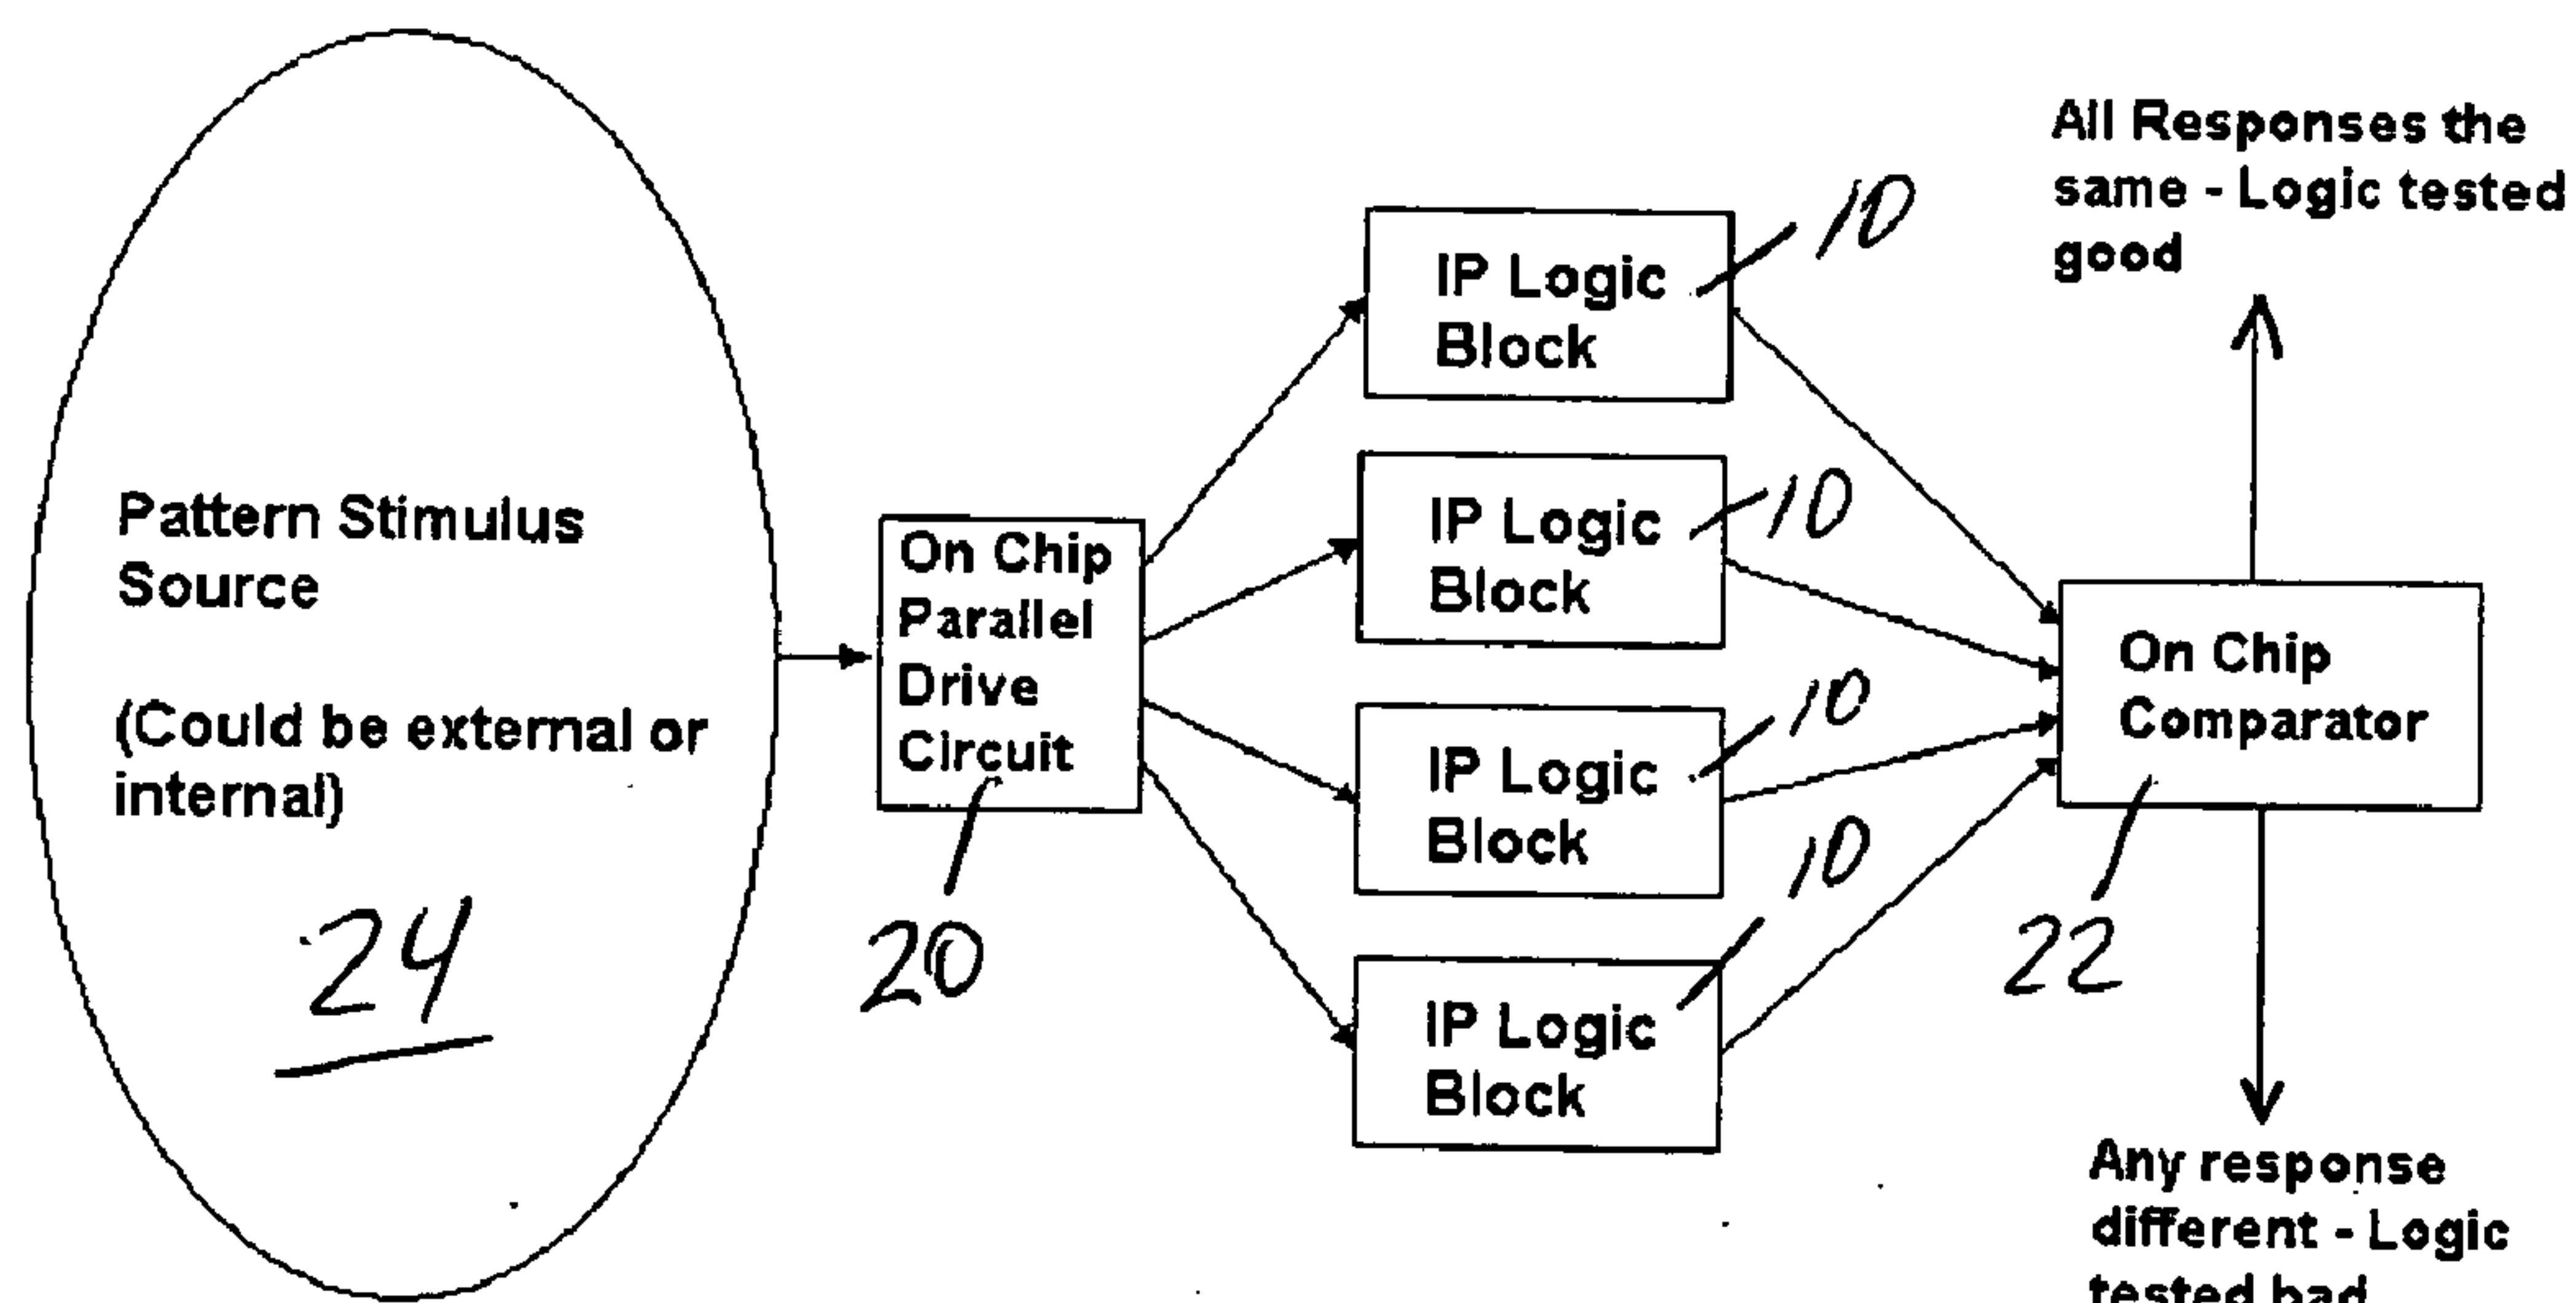 Pattern Stimulus
Source
(Could be external or
internal)
24
On Chip
Parallel
Drive
Circuit
20
IP Logic
Block
10
IP Logic
Block
10
IP Logic
Block
10
IP Logic
Block
10
On Chip
Comparator
22
All Responses the
same - Logic tested
good
Any response
different - Logic
tested bad